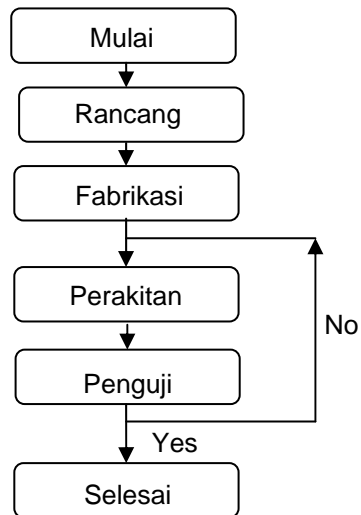 Mulai
Rancang
Fabrikasi
Perakitan
No
Penguji
Yes
Selesai